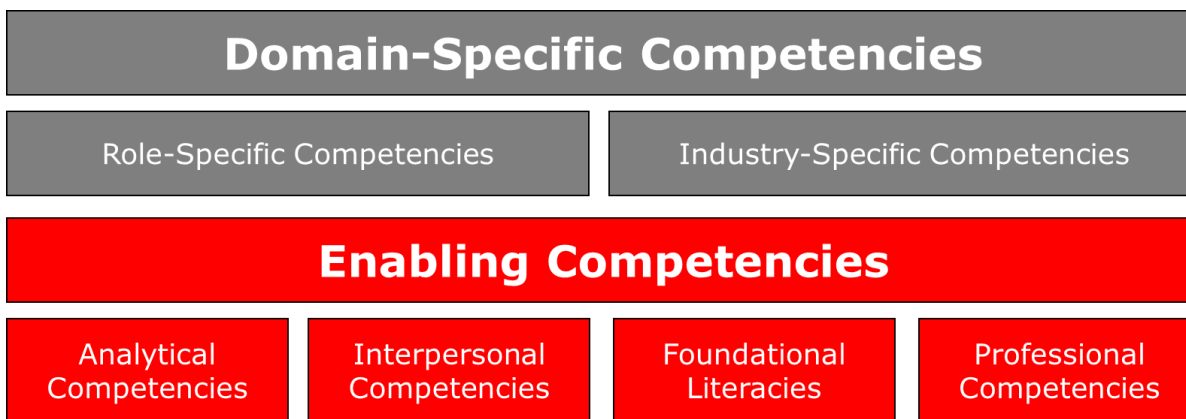 Domain-Specific Competencies
Role-Specific Competencies
Industry-Specific Competencies
Enabling Competencies
Analytical
Competencies
Interpersonal
Competencies
Foundational
Literacies
Professional
Competencies